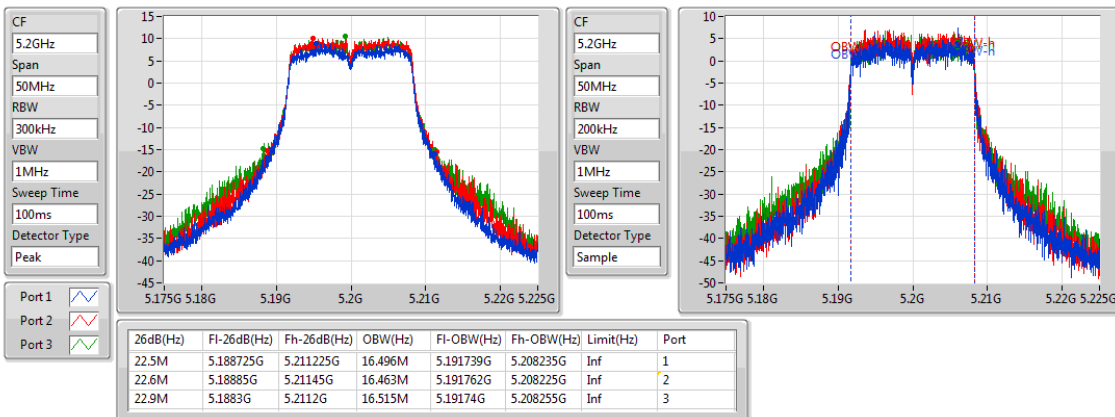 CF
5.2GHz
Span
50MHz
RBW
300kHz
VBW
1MHz
Sweep Time
100ms
Detector Type
Peak
15
10
5
0
-5
-10
-15
-20
-25
-30
-35
-40
-45
5.175G 5.18G 5.19G 5.2G 5.21G 5.22G 5.225G
CF
5.2GHz
Span
50MHz
RBW
200kHz
VBW
1MHz
Sweep Time
100ms
Detector Type
Sample
10
5
0
-5
-10
-15
-20
-25
-30
-35
-40
-45
-50
5.175G 5.18G 5.19G 5.2G 5.21G 5.22G 5.225G
Port 1
Port 2
Port 3
26dB(Hz) Fl-26dB(Hz) Fh-26dB(Hz) OBW(Hz) Fl-OBW(Hz) Fh-OBW(Hz) Limit(Hz) Port
22.5M 5.188725G 5.211225G 16.496M 5.191739G 5.208235G Inf 1
22.6M 5.18885G 5.21145G 16.463M 5.191762G 5.208225G Inf 2
22.9M 5.1883G 5.2112G 16.515M 5.19174G 5.208255G Inf 3